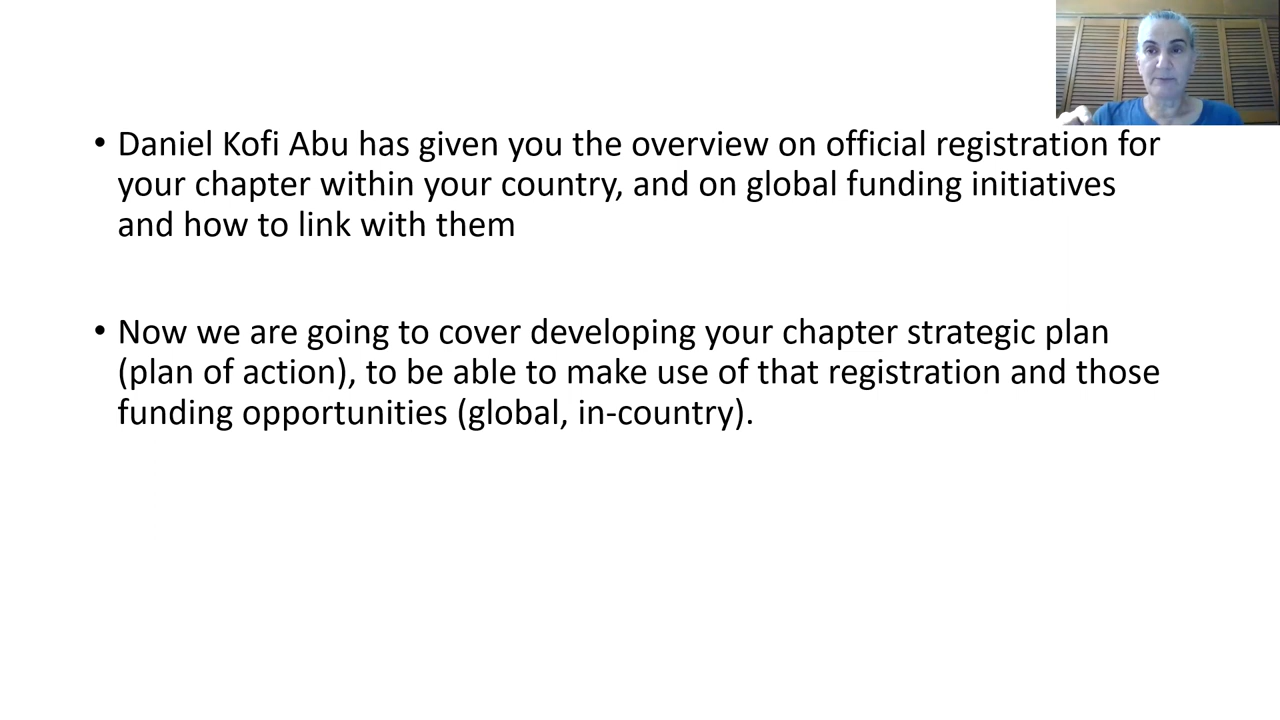 • Daniel Kofi Abu has given you the overview on official registration for
your chapter within your country, and on global funding initiatives
and how to link with them
• Now we are going to cover developing your chapter strategic plan
(plan of action), to be able to make use of that registration and those
funding opportunities (global, in-country).